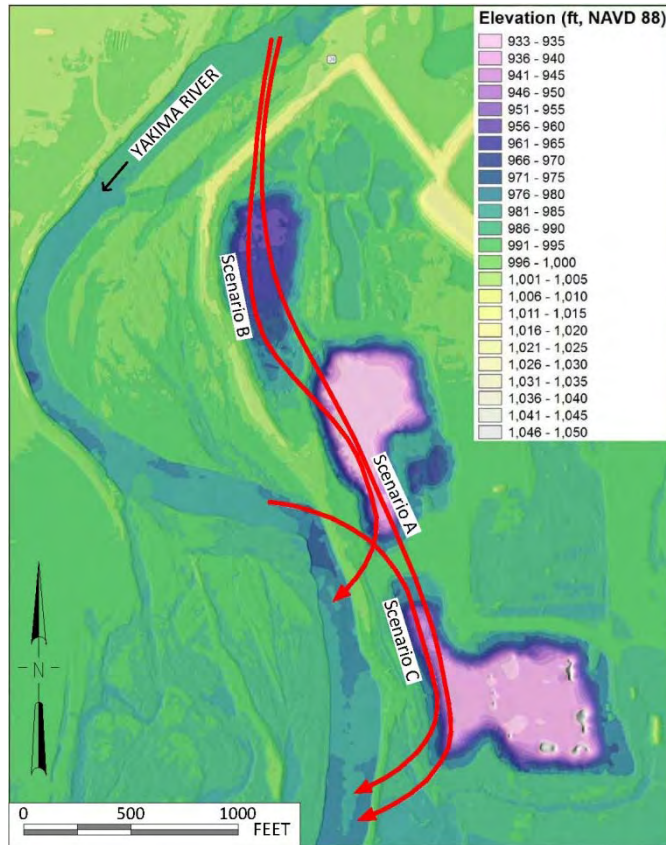 Elevation (ft, NAVD 88)
933 - 935
936 - 940
941 - 945
946 - 950
951 - 955
956 - 960
961 - 965
966 - 970
971 - 975
976 - 980
981 - 985
986 - 990
991 - 995
996 - 1,000
1,001 - 1,005
1,006 - 1,010
1,011 - 1,015
1,016 - 1,020
1,021 - 1,025
1,026 - 1,030
1,031 - 1,035
1,036 - 1,040
1,041 - 1,045
1,046 - 1,050
YAKIMA RIVER
Scenario B
Scenario A
Scenario C
N
0 500 1000
FEET